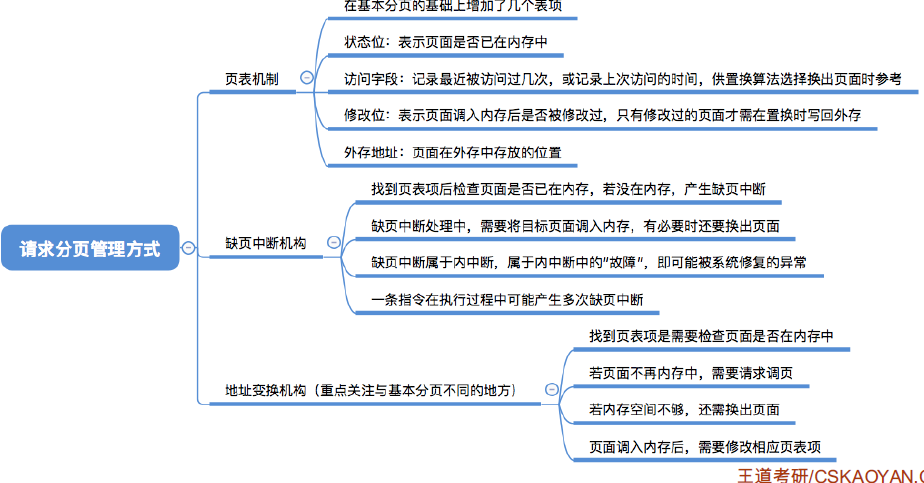 在基本分页的基础上增加了几个表项
状态位：表示页面是否已在内存中
页表机制
访问字段：记录最近被访问过几次，或记录上次访问的时间，供置换算法选择换出页面时参考
修改位：表示页面调入内存后是否被修改过，只有修改过的页面才需在置换时写回外存
外存地址：页面在外存中存放的位置
找到页表项后检查页面是否已在内存，若没在内存，产生缺页中断
缺页中断处理中，需要将目标页面调入内存，有必要时还要换出页面
请求分页管理方式
缺页中断机构
缺页中断属于内中断，属于内中断中的“故障”，即可能被系统修复的异常
一条指令在执行过程中可能产生多次缺页中断
找到页表项是需要检查页面是否在内存中
若页面不再内存中，需要请求调页
地址变换机构（重点关注与基本分页不同的地方）
若内存空间不够，还需换出页面
页面调入内存后，需要修改相应页表项
王道考研/CSKAOYAN.